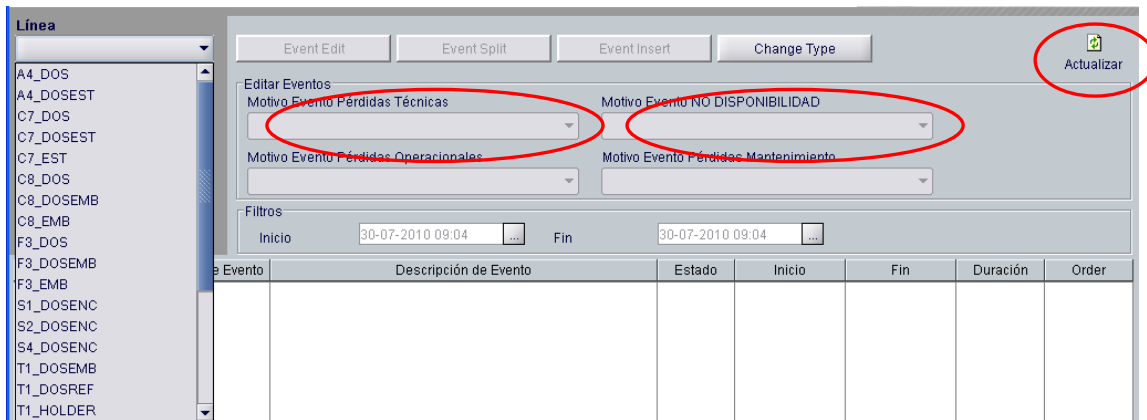 Línea
Event Edit
Event Split
Event Insert
Change Type
Actualizar
Editar Eventos
Motivo Evento Pérdidas Técnicas
Motivo Evento NO DISPONIBILIDAD
Motivo Evento Pérdidas Operacionales
Motivo Evento Pérdidas Mantenimiento
Filtros
Inicio
30-07-2010 09:04
...
Fin
30-07-2010 09:04
...
e Evento
Descripción de Evento
Estado
Inicio
Fin
Duración
Order
A4_DOS
A4_DOSEST
C7_DOS
C7_DOSEST
C7_EST
C8_DOS
C8_DOSEMB
C8_EMB
F3_DOS
F3_DOSEMB
F3_EMB
S1_DOSENC
S2_DOSENC
S4_DOSENC
T1_DOSEMB
T1_DOSREF
T1_HOLDER